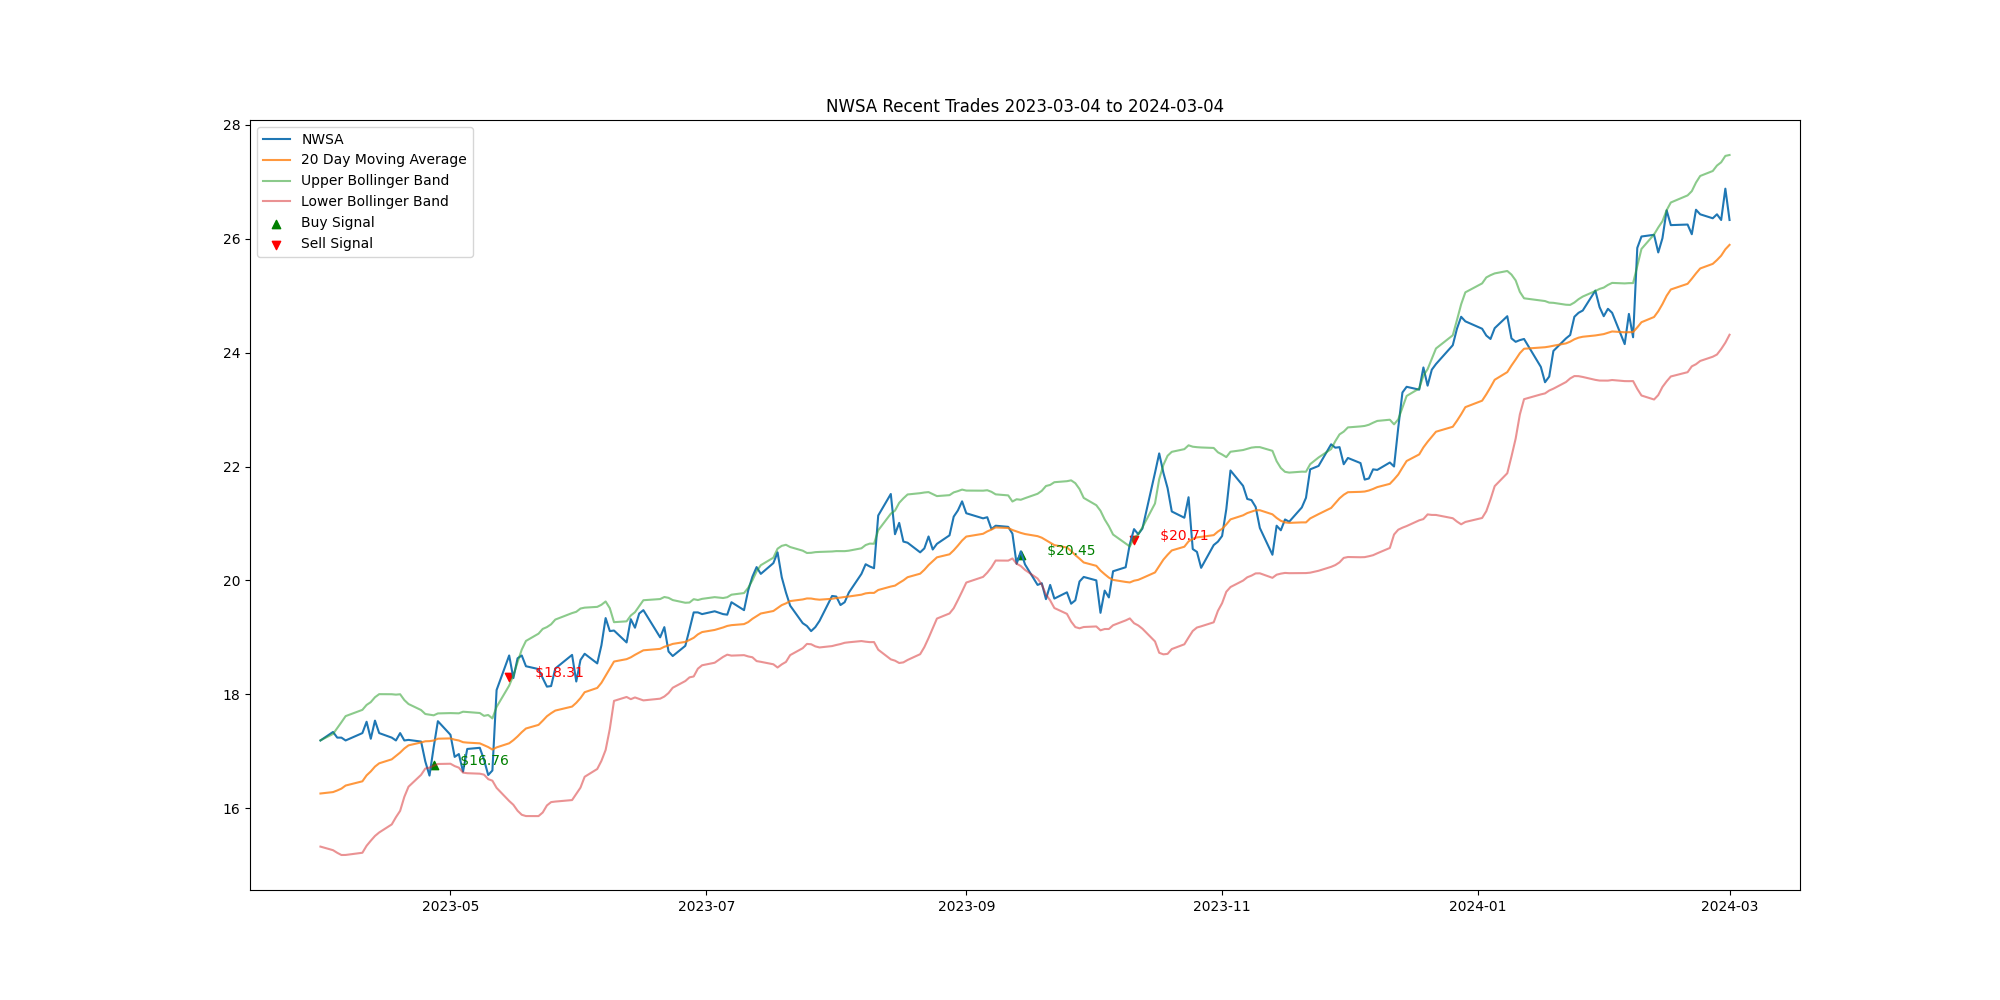 NWSA Recent Trades 2023-03-04 to 2024-03-04
28
26
24
22
20
18
16
NWSA
20 Day Moving Average
Upper Bollinger Band
Lower Bollinger Band
Buy Signal
Sell Signal
$16.76
$18.31
$20.45
$20.71
2023-05
2023-07
2023-09
2023-11
2024-01
2024-03